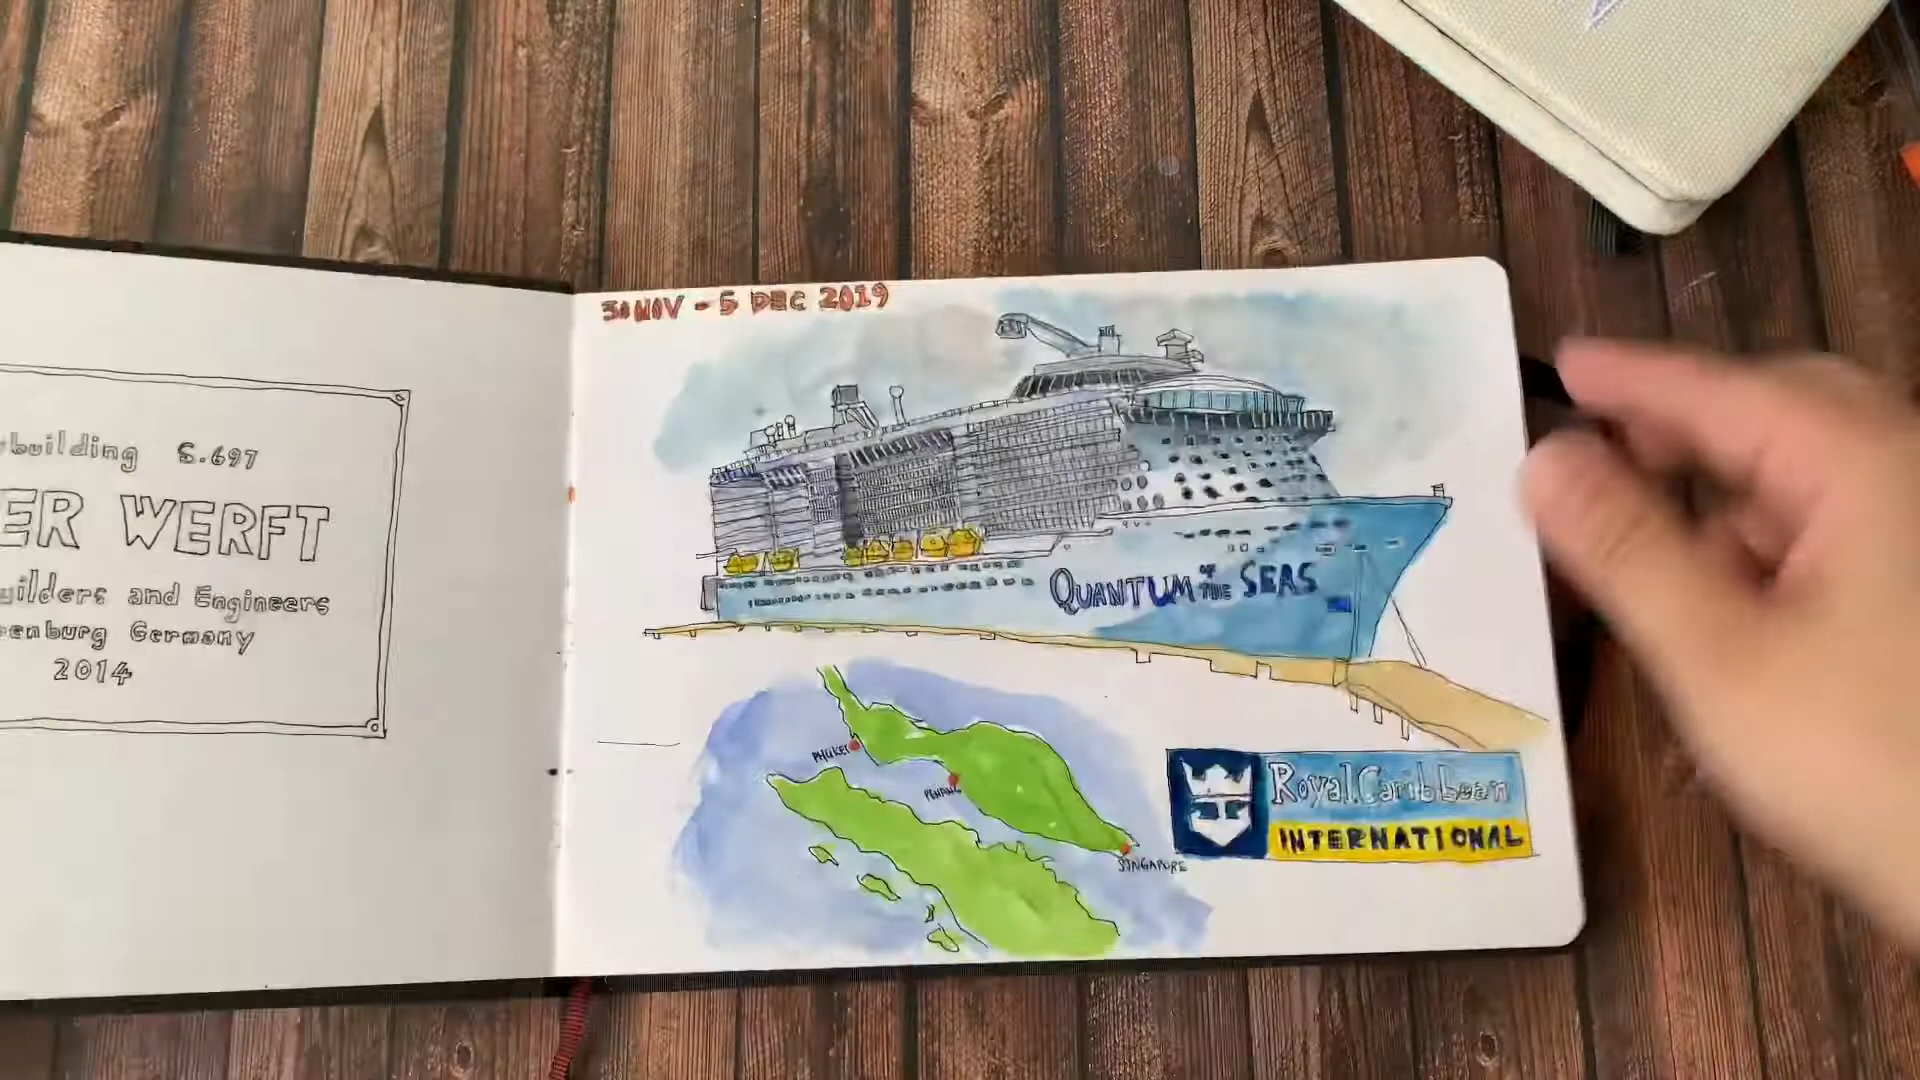 building S.697
ER WERFT
uilders and Engineers
enburg Germany
2014
30 NOV - 5 DEC 2019
QUANTUM OF THE SEAS
PHUKET
PENANG
SINGAPORE
Royal Caribbean
INTERNATIONAL